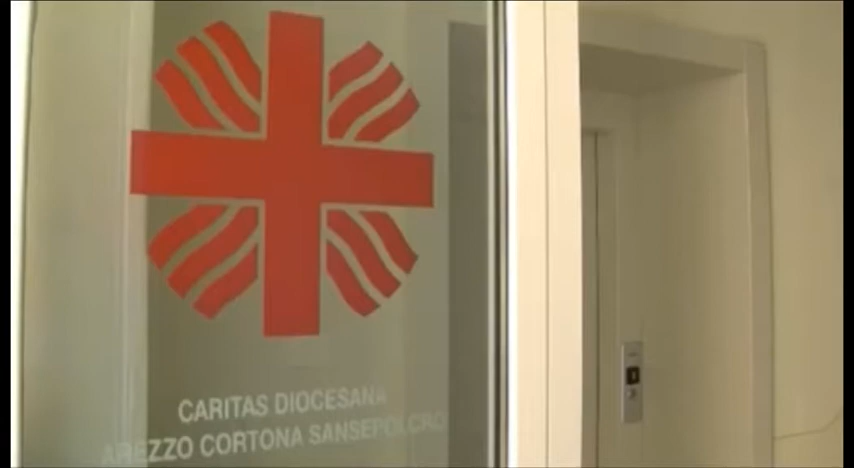 CARITAS DIOCESANA
AREZZO CORTONA SANSEPOLCRO